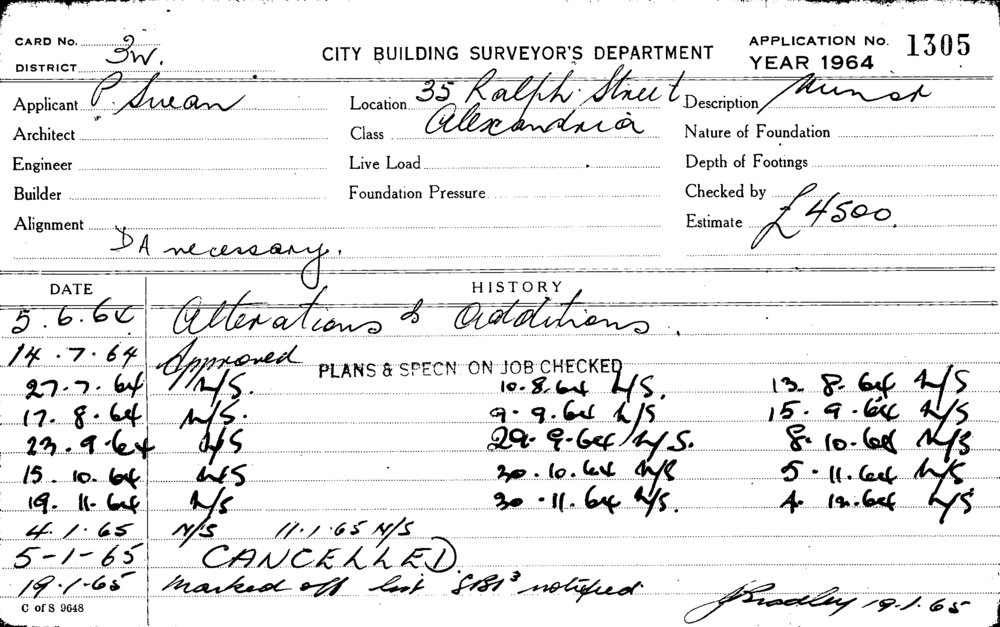 CARD No. 3W.
DISTRICT
CITY BUILDING SURVEYOR'S DEPARTMENT
APPLICATION No. 1305
YEAR 1964
Applicant P. Swan Location 35 Ralph Street Description
Architect Class Alexandria Nature of Foundation
Engineer Live Load Depth of Footings
Builder Foundation Pressure Checked by
Alignment Estimate £4500.
DA necessary.
DATE HISTORY
5.6.64 Alterations & additions.
14.7.64 Approved
PLANS & SPECN ON JOB CHECKED
27.7.64 N/S. 10.8.64 N/S. 13.8.64 N/S
17.8.64 N/S. 9.9.64 N/S 15.9.64 N/S
23.9.64 N/S 29.9.64 N/S. 8.10.64 N/S
15.10.64 N/S 30.10.64 N/S 5.11.64 N/S
19.11.64 N/S 30.11.64 N/S. 4.12.64 N/S
4.1.65 N/S 11.1.65 N/S
5-1-65 CANCELLED.
19.1.65 Marked off list notified
C of S 9648
JBradley 19.1.65